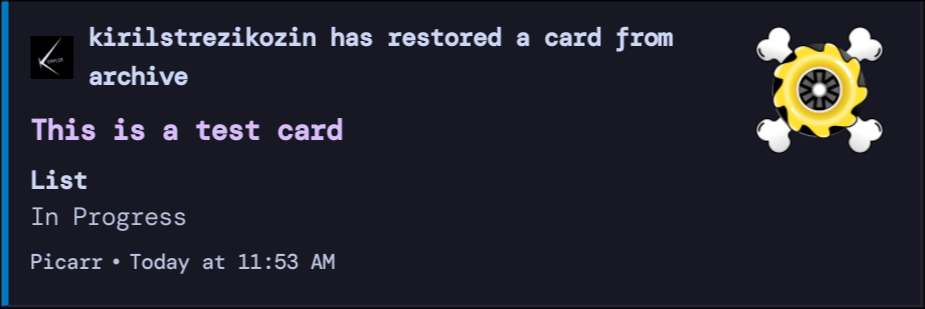 kirilstrezikozin has restored a card from
archive
This is a test card
List
In Progress
Picarr • Today at 11:53 AM